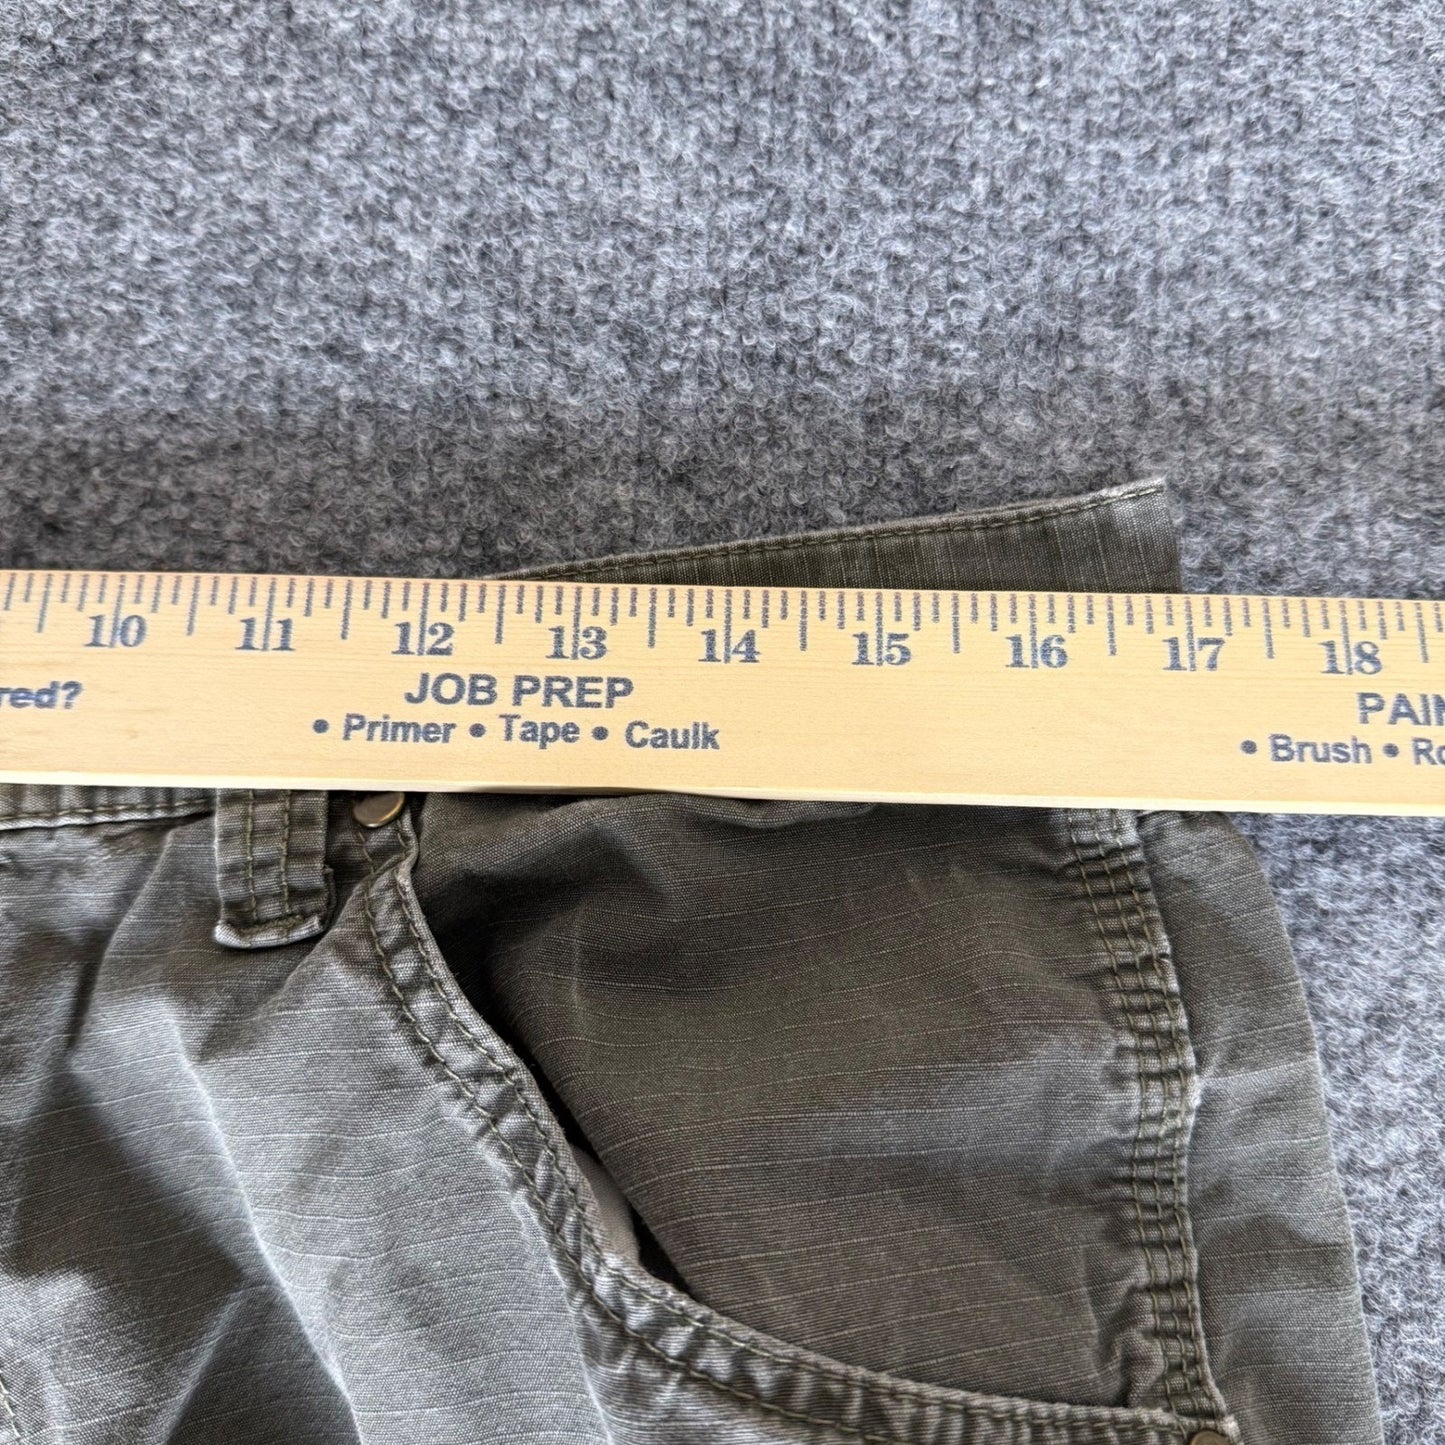 10 11 12 13 14 15 16 17 18
red? JOB PREP PAIN
• Primer • Tape • Caulk • Brush • Ro